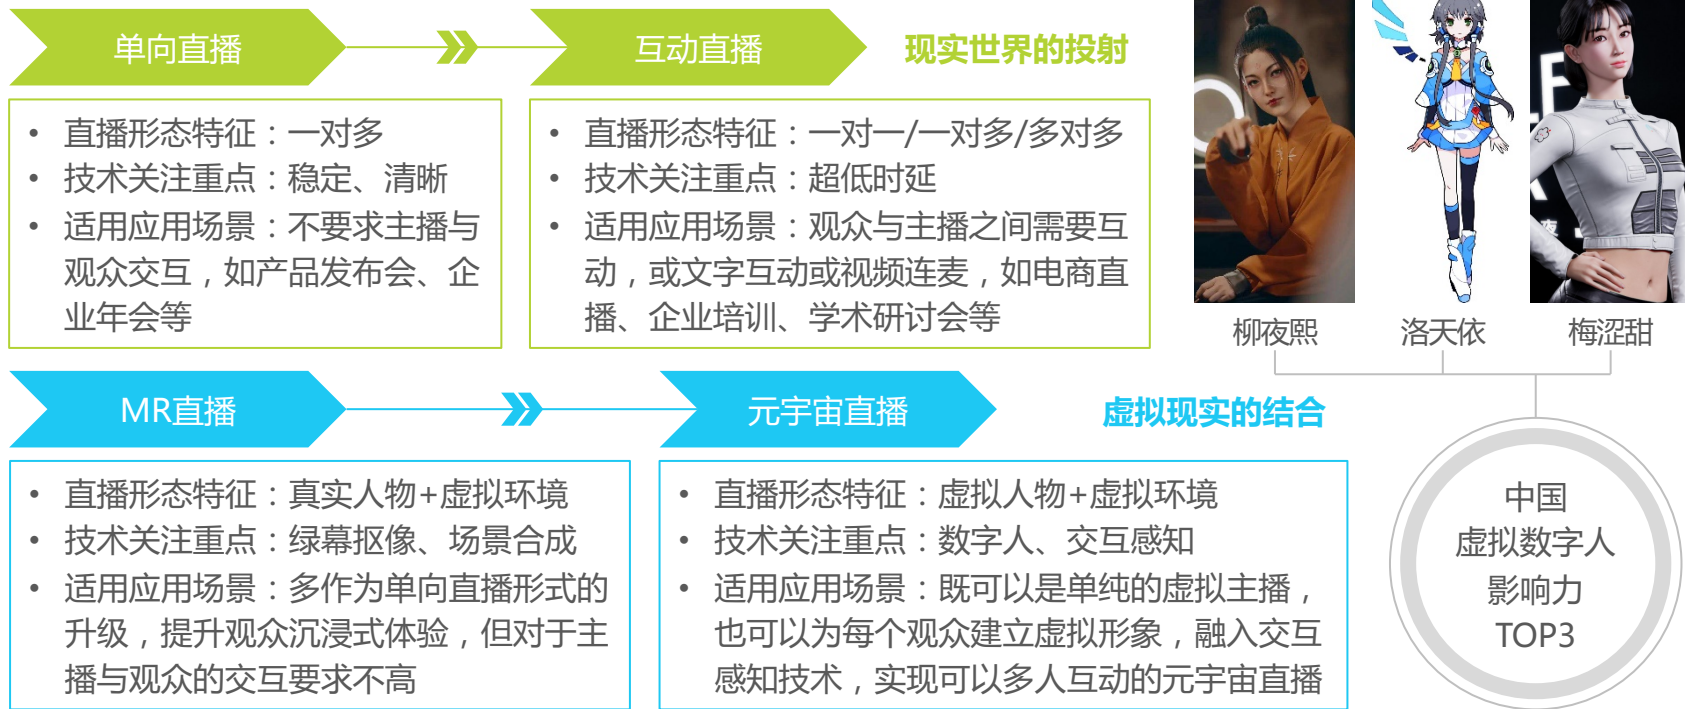 单向直播
互动直播
现实世界的投射
• 直播形态特征：一对多
• 技术关注重点：稳定、清晰
• 适用应用场景：不要求主播与
观众交互，如产品发布会、企
业年会等
• 直播形态特征：一对一/一对多/多对多
• 技术关注重点：超低时延
• 适用应用场景：观众与主播之间需要互
动，或文字互动或视频连麦，如电商直
播、企业培训、学术研讨会等
柳夜熙
洛天依
梅涩甜
MR直播
元宇宙直播
虚拟现实的结合
• 直播形态特征：真实人物+虚拟环境
• 技术关注重点：绿幕抠像、场景合成
• 适用应用场景：多作为单向直播形式的
升级，提升观众沉浸式体验，但对于主
播与观众的交互要求不高
• 直播形态特征：虚拟人物+虚拟环境
• 技术关注重点：数字人、交互感知
• 适用应用场景：既可以是单纯的虚拟主播，
也可以为每个观众建立虚拟形象，融入交互
感知技术，实现可以多人互动的元宇宙直播
中国
虚拟数字人
影响力
TOP3